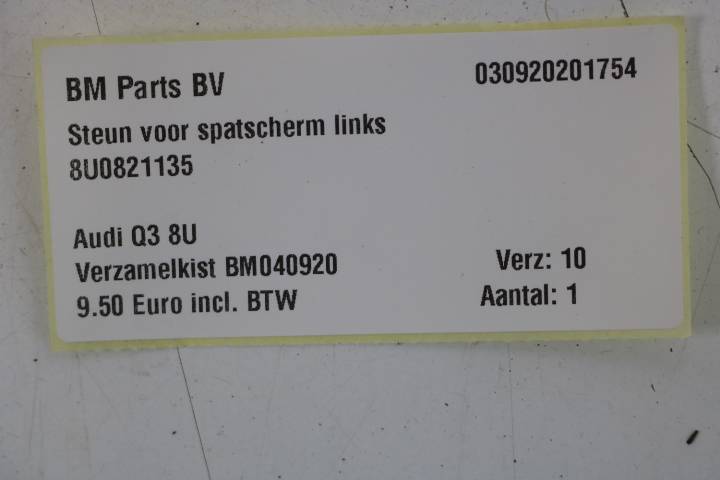 BM Parts BV 030920201754
Steun voor spatscherm links
8U0821135
Audi Q3 8U
Verzamelkist BM040920 Verz: 10
9.50 Euro incl. BTW Aantal: 1